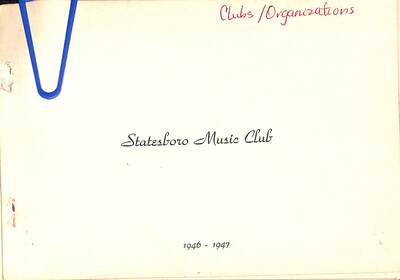 Clubs/Organizations
Statesboro Music Club
1946 - 1947